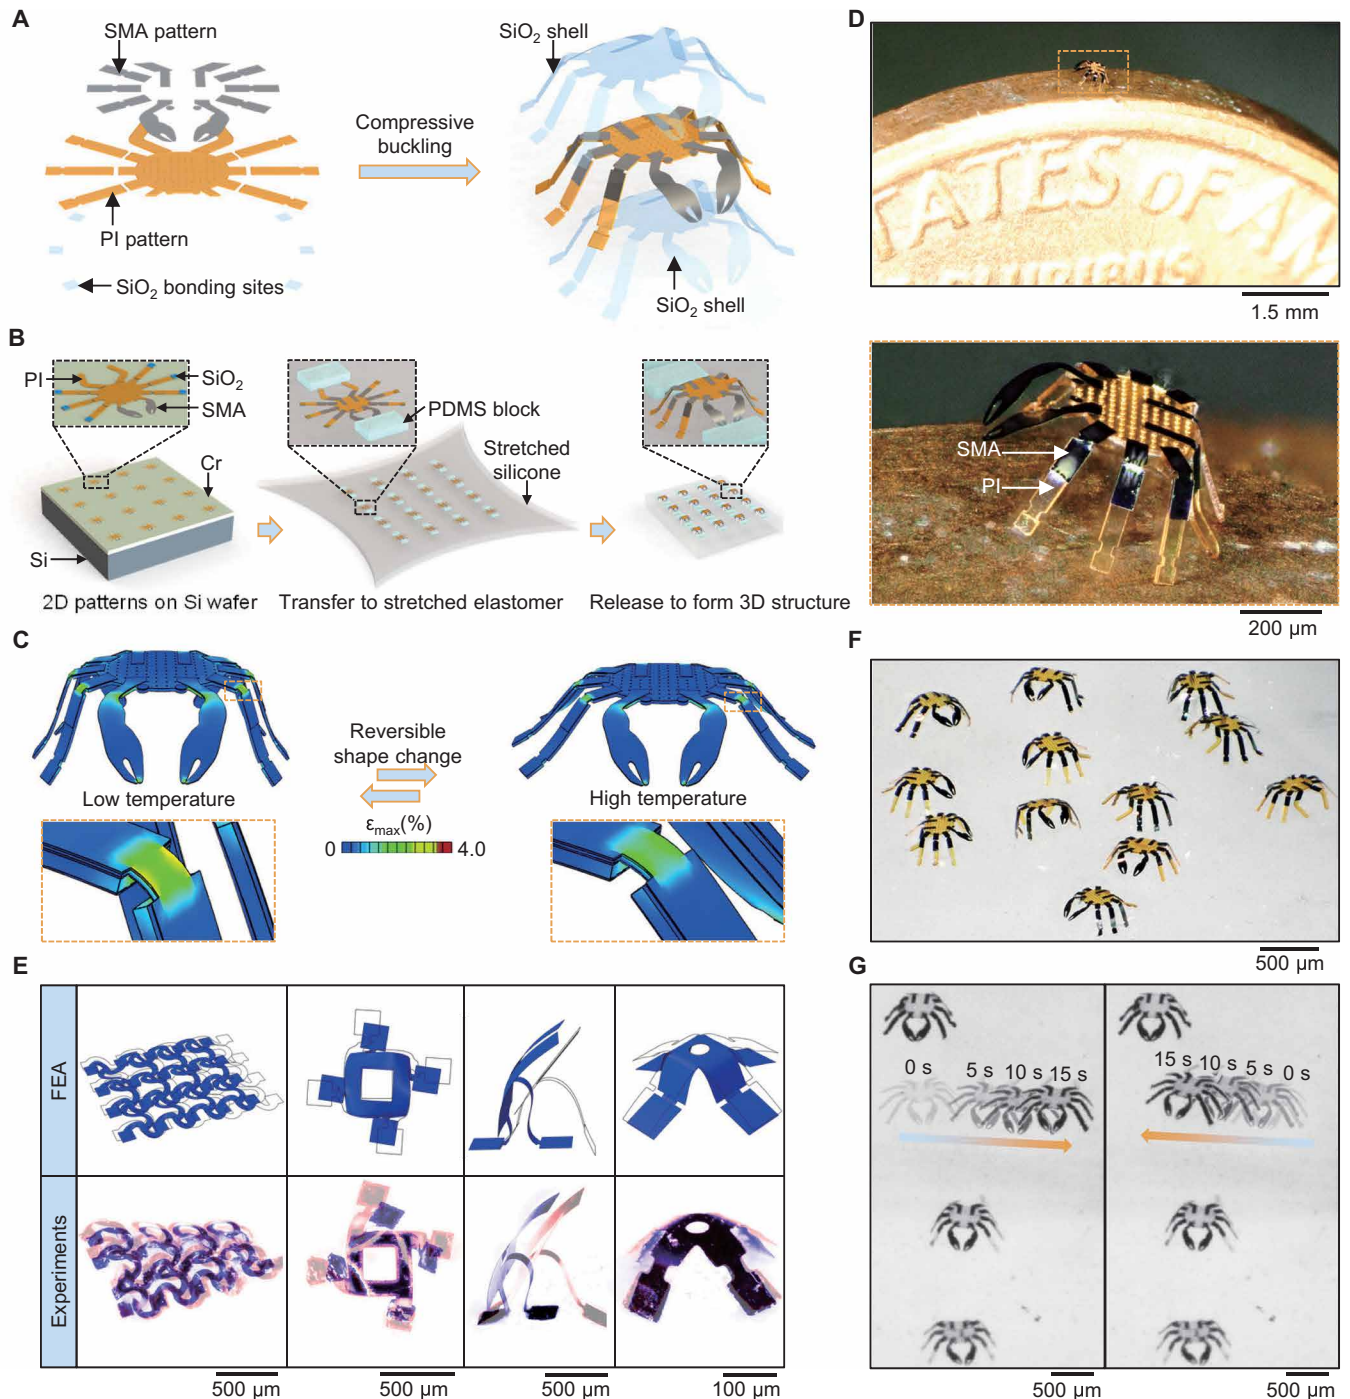 A
SMA pattern
PI pattern
SiO₂ bonding sites
Compressive
buckling
SiO₂ shell
SiO₂ shell
B
PI
SiO₂
SMA
Cr
Si
2D patterns on Si wafer
PDMS block
Stretched
silicone
Transfer to stretched elastomer
Release to form 3D structure
C
Low temperature
Reversible
shape change
εmax(%)
0
4.0
High temperature
D
TATES OF AM
PLURIBUS
1.5 mm
SMA
PI
200 µm
E
FEA
Experiments
500 µm
500 µm
500 µm
100 µm
F
500 µm
G
0 s
5 s
10 s
15 s
15 s
10 s
5 s
0 s
500 µm
500 µm